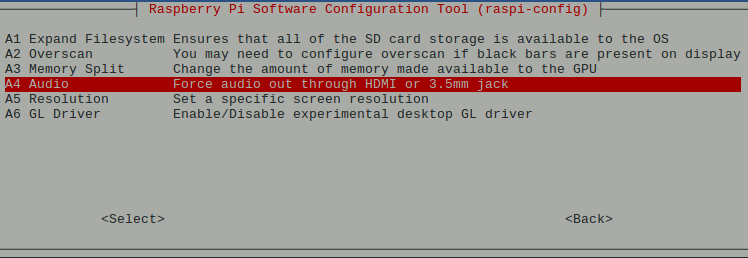 Raspberry Pi Software Configuration Tool (raspi-config)
A1 Expand Filesystem Ensures that all of the SD card storage is available to the OS
A2 Overscan You may need to configure overscan if black bars are present on display
A3 Memory Split Change the amount of memory made available to the GPU
A4 Audio Force audio out through HDMI or 3.5mm jack
A5 Resolution Set a specific screen resolution
A6 GL Driver Enable/Disable experimental desktop GL driver
<Select> <Back>